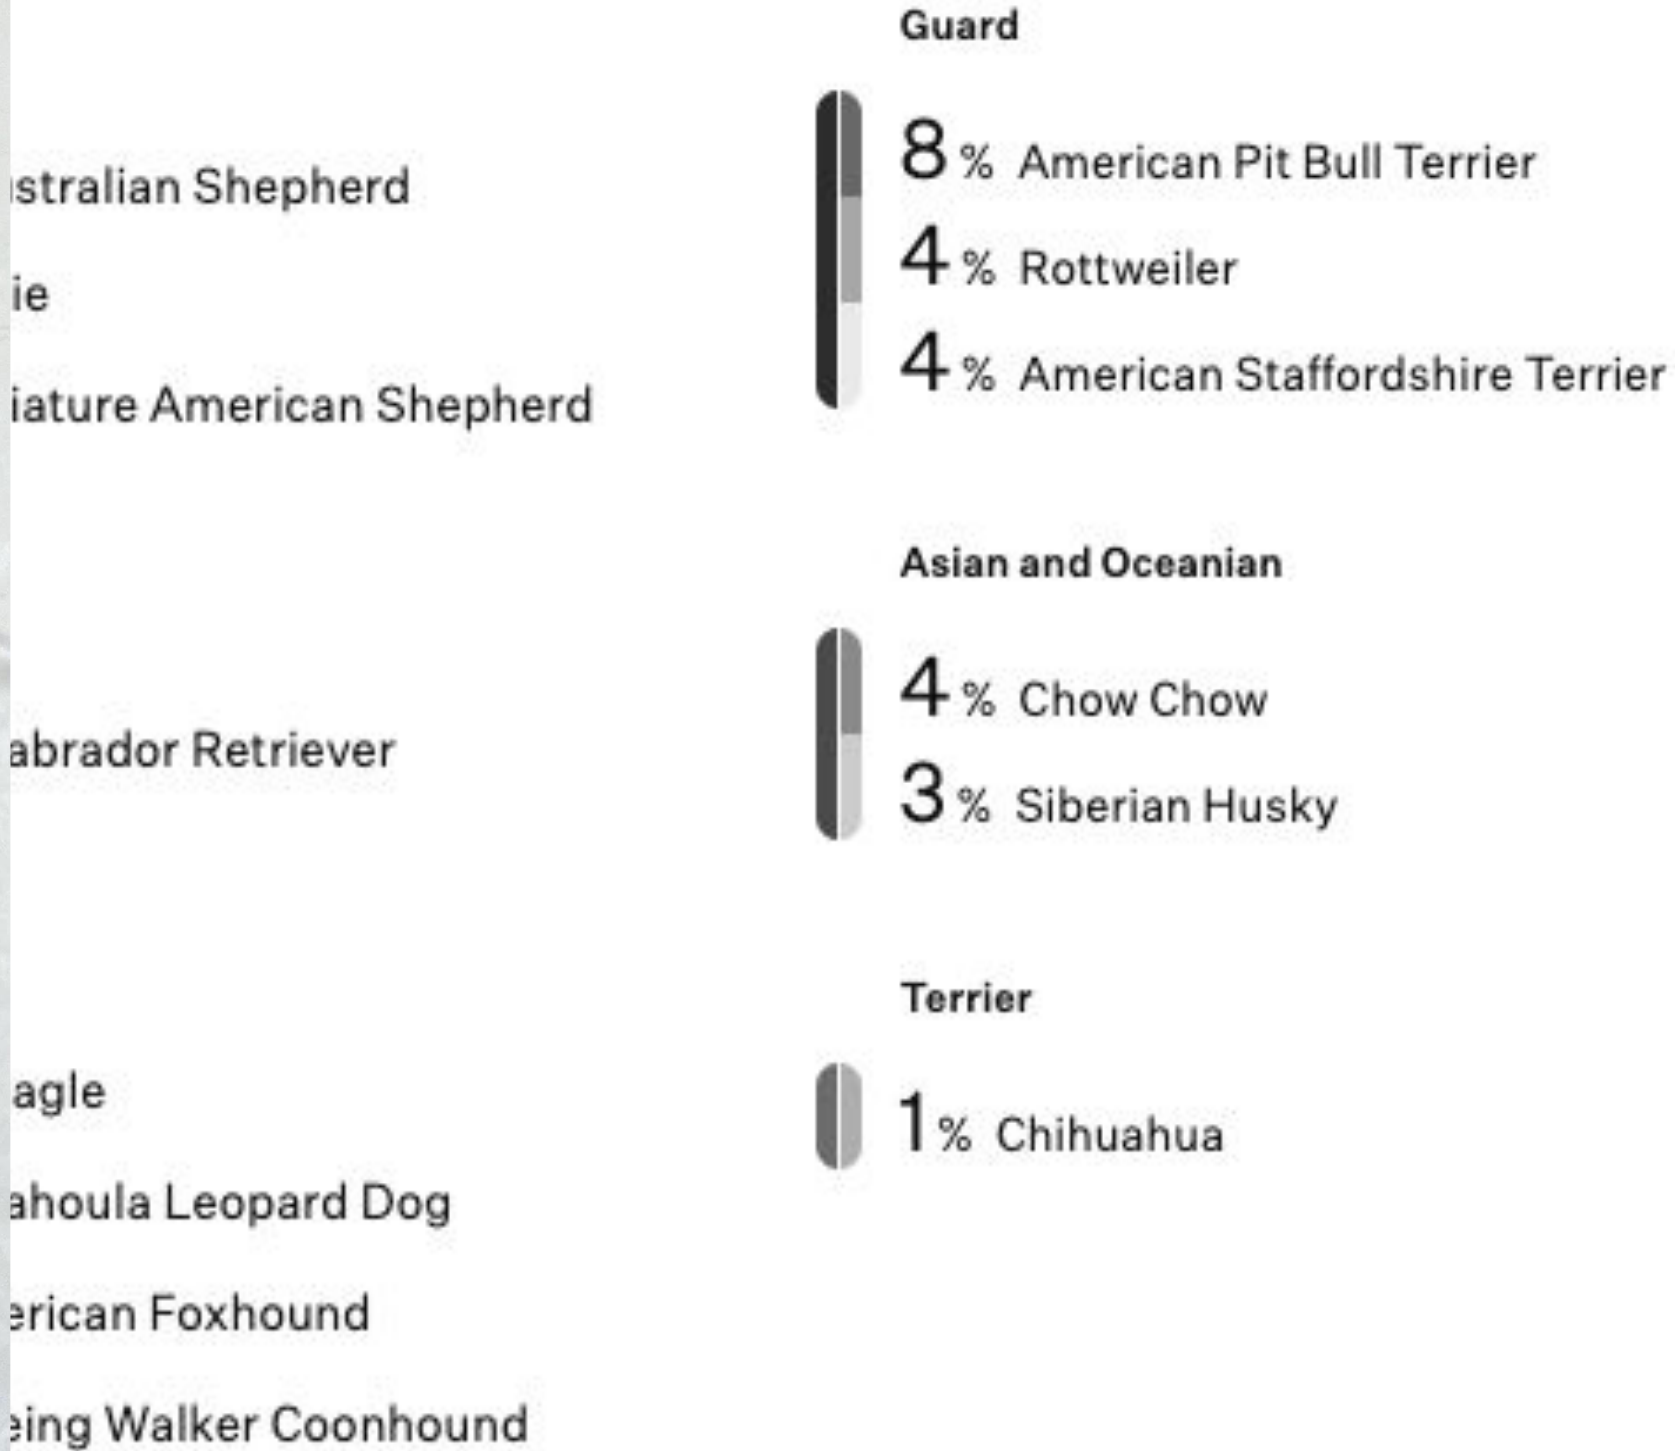 stralian Shepherd
ie
iature American Shepherd
abrador Retriever
agle
ahoula Leopard Dog
erican Foxhound
eing Walker Coonhound
Guard
8 % American Pit Bull Terrier
4 % Rottweiler
4 % American Staffordshire Terrier
Asian and Oceanian
4 % Chow Chow
3 % Siberian Husky
Terrier
1 % Chihuahua